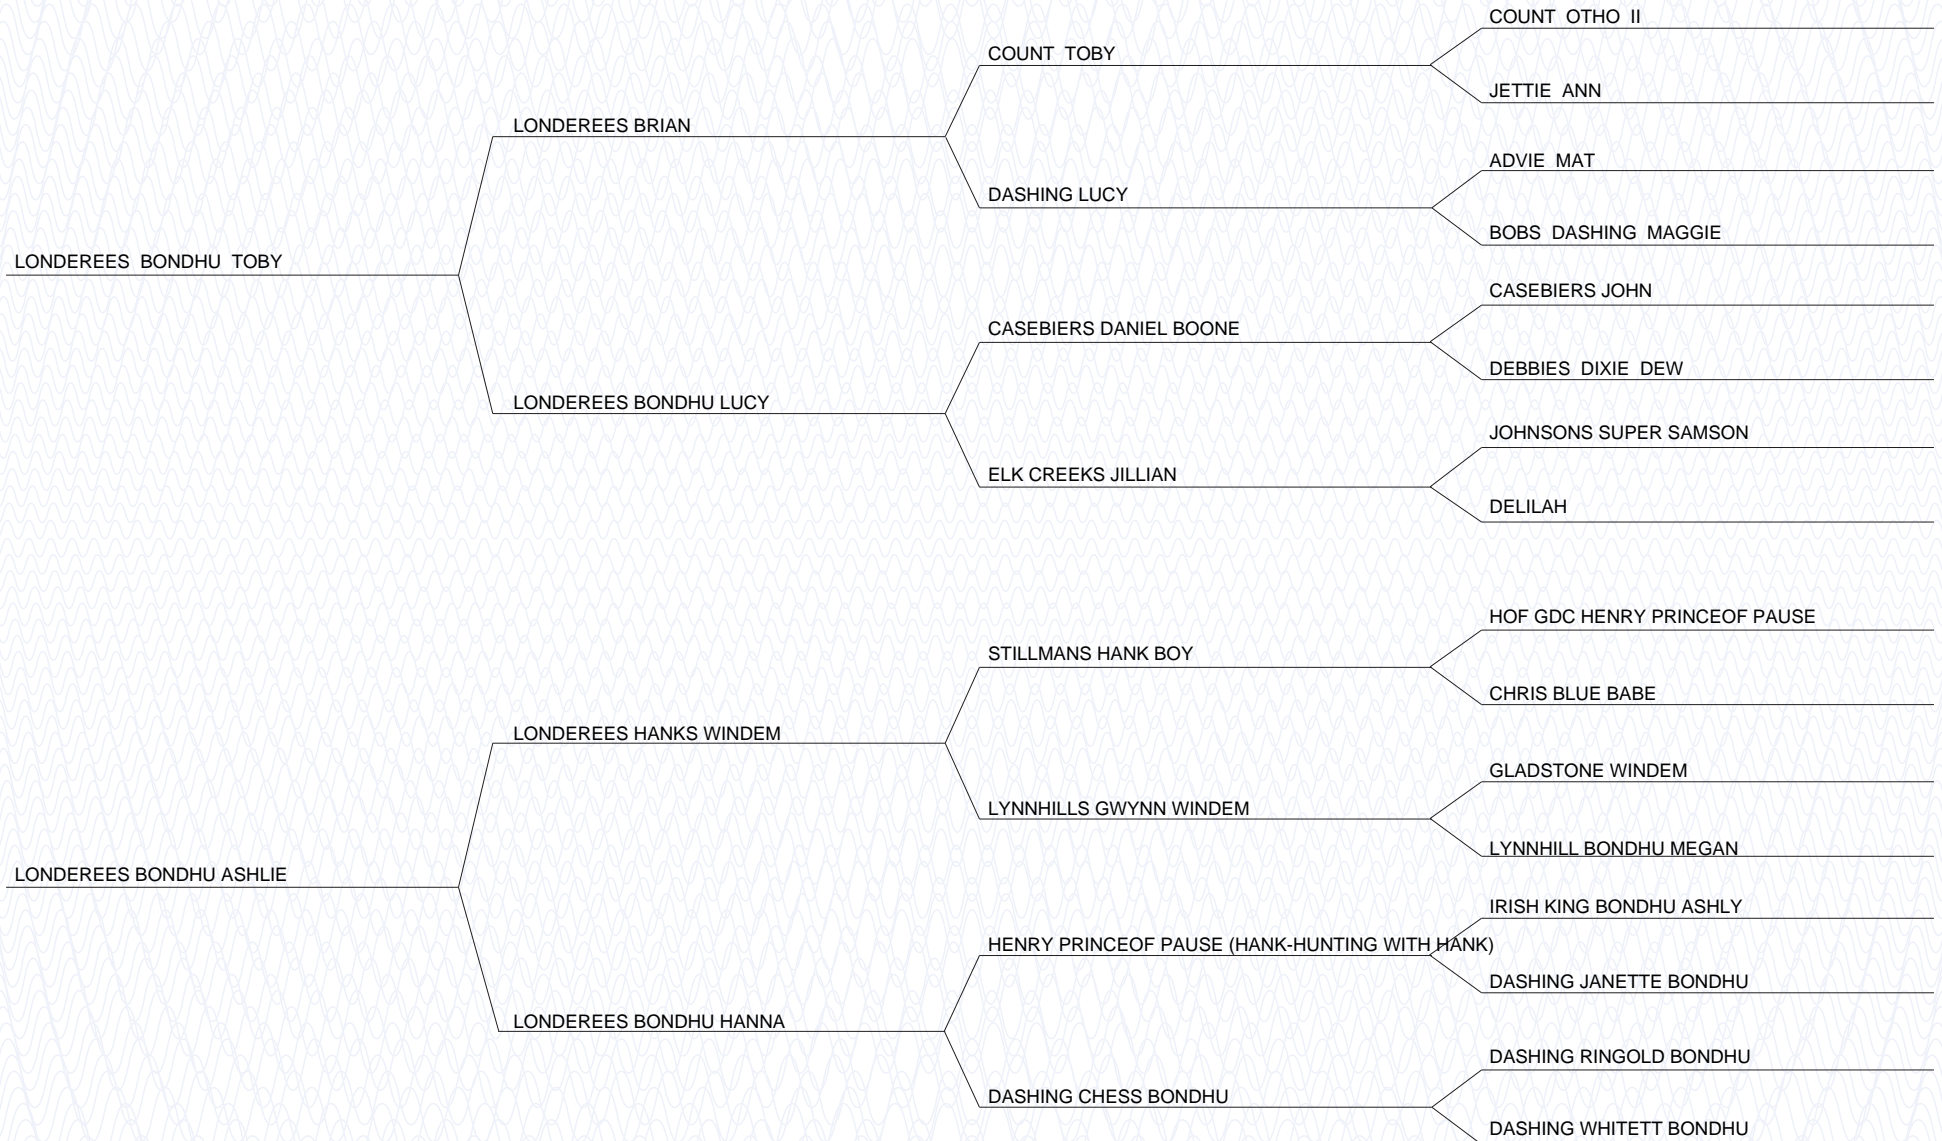 COUNT OTHO II
COUNT TOBY
JETTIE ANN
LONDEREES BRIAN
ADVIE MAT
DASHING LUCY
BOBS DASHING MAGGIE
LONDEREES BONDHU TOBY
CASEBIERS JOHN
CASEBIERS DANIEL BOONE
DEBBIES DIXIE DEW
LONDEREES BONDHU LUCY
JOHNSONS SUPER SAMSON
ELK CREEKS JILLIAN
DELILAH
HOF GDC HENRY PRINCEOF PAUSE
STILLMANS HANK BOY
CHRIS BLUE BABE
LONDEREES HANKS WINDEM
GLADSTONE WINDEM
LYNNHILLS GWYNN WINDEM
LYNNHILL BONDHU MEGAN
LONDEREES BONDHU ASHLIE
IRISH KING BONDHU ASHLY
HENRY PRINCEOF PAUSE (HANK-HUNTING WITH HANK)
DASHING JANETTE BONDHU
LONDEREES BONDHU HANNA
DASHING RINGOLD BONDHU
DASHING CHESS BONDHU
DASHING WHITETT BONDHU